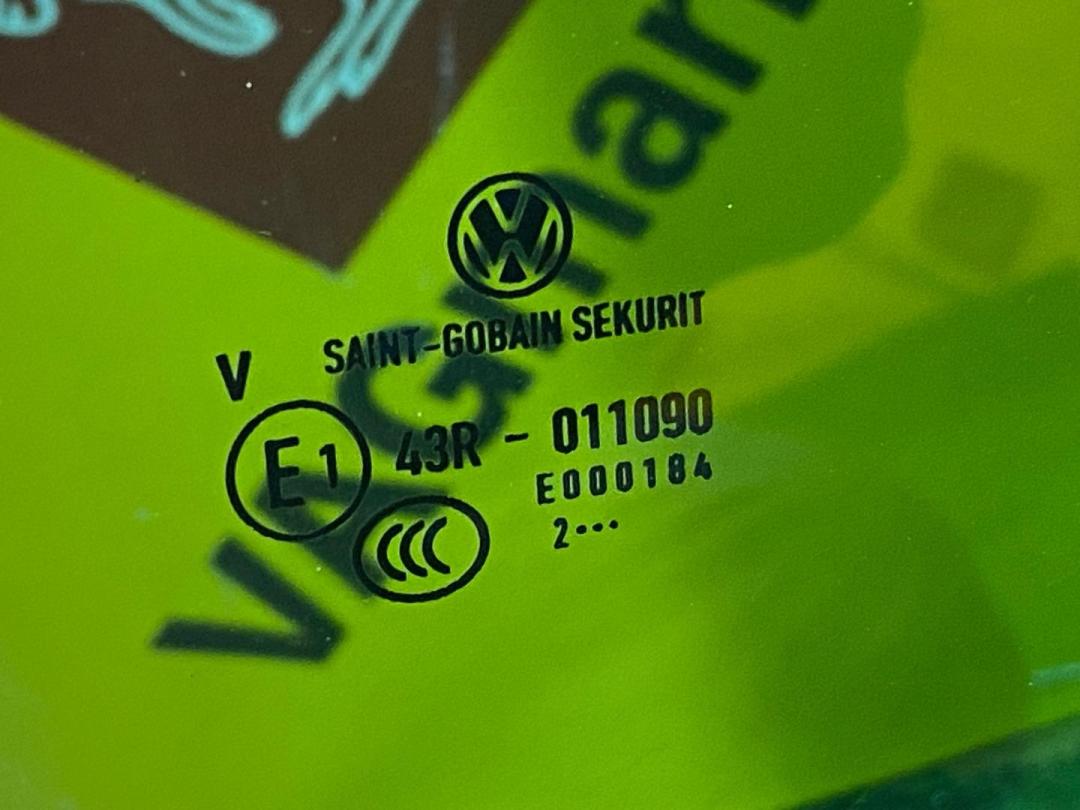 SAINT-GOBAIN SEKURIT
V
E1 43R - 011090
E000184
CCC 2•••